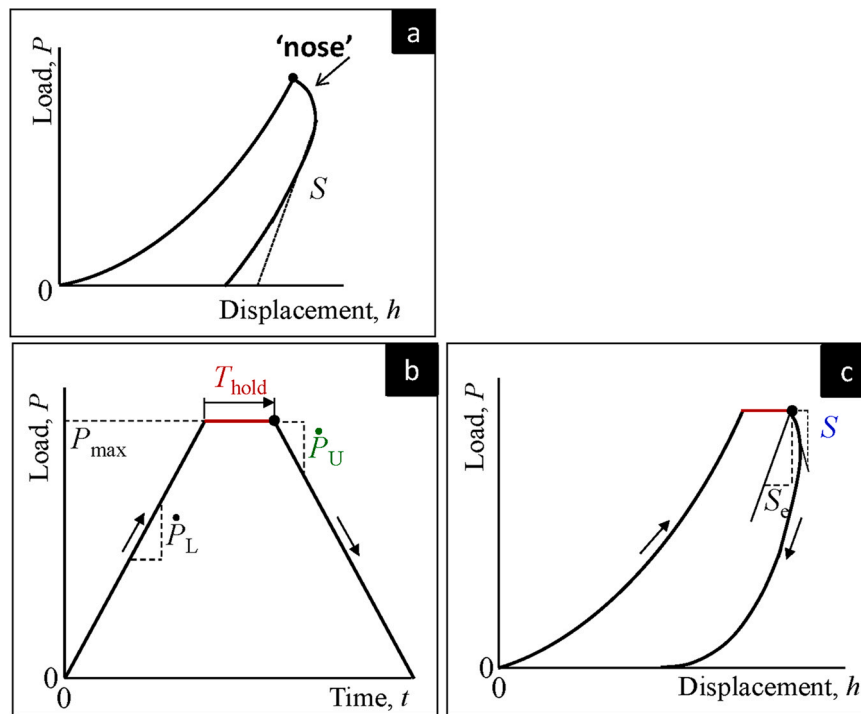 a
'nose'
Load, P
S
0
Displacement, h
b
T_hold
Load, P
P_max
Ṗ_U
Ṗ_L
0
0
Time, t
c
Load, P
S
S_e
0
0
Displacement, h